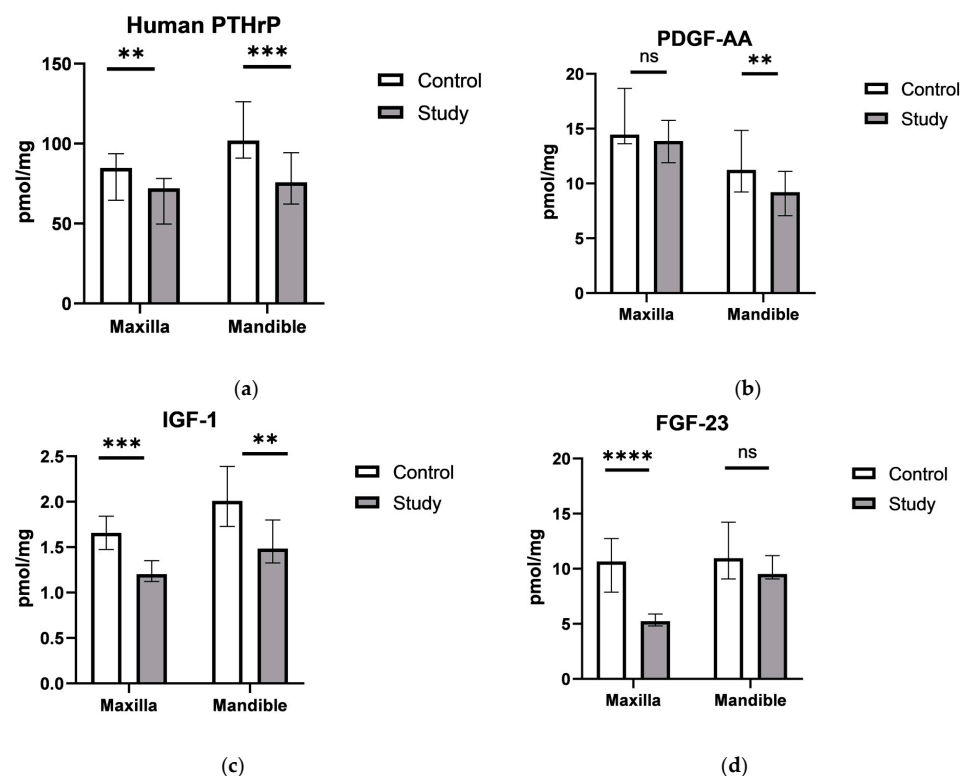 Human PTHrP
**
***
150
100
50
0
pmol/mg
Maxilla
Mandible
Control
Study
(a)
PDGF-AA
ns
**
20
15
10
5
0
pmol/mg
Maxilla
Mandible
Control
Study
(b)
IGF-1
***
**
2.5
2.0
1.5
1.0
0.5
0.0
pmol/mg
Maxilla
Mandible
Control
Study
(c)
FGF-23
****
ns
20
15
10
5
0
pmol/mg
Maxilla
Mandible
Control
Study
(d)